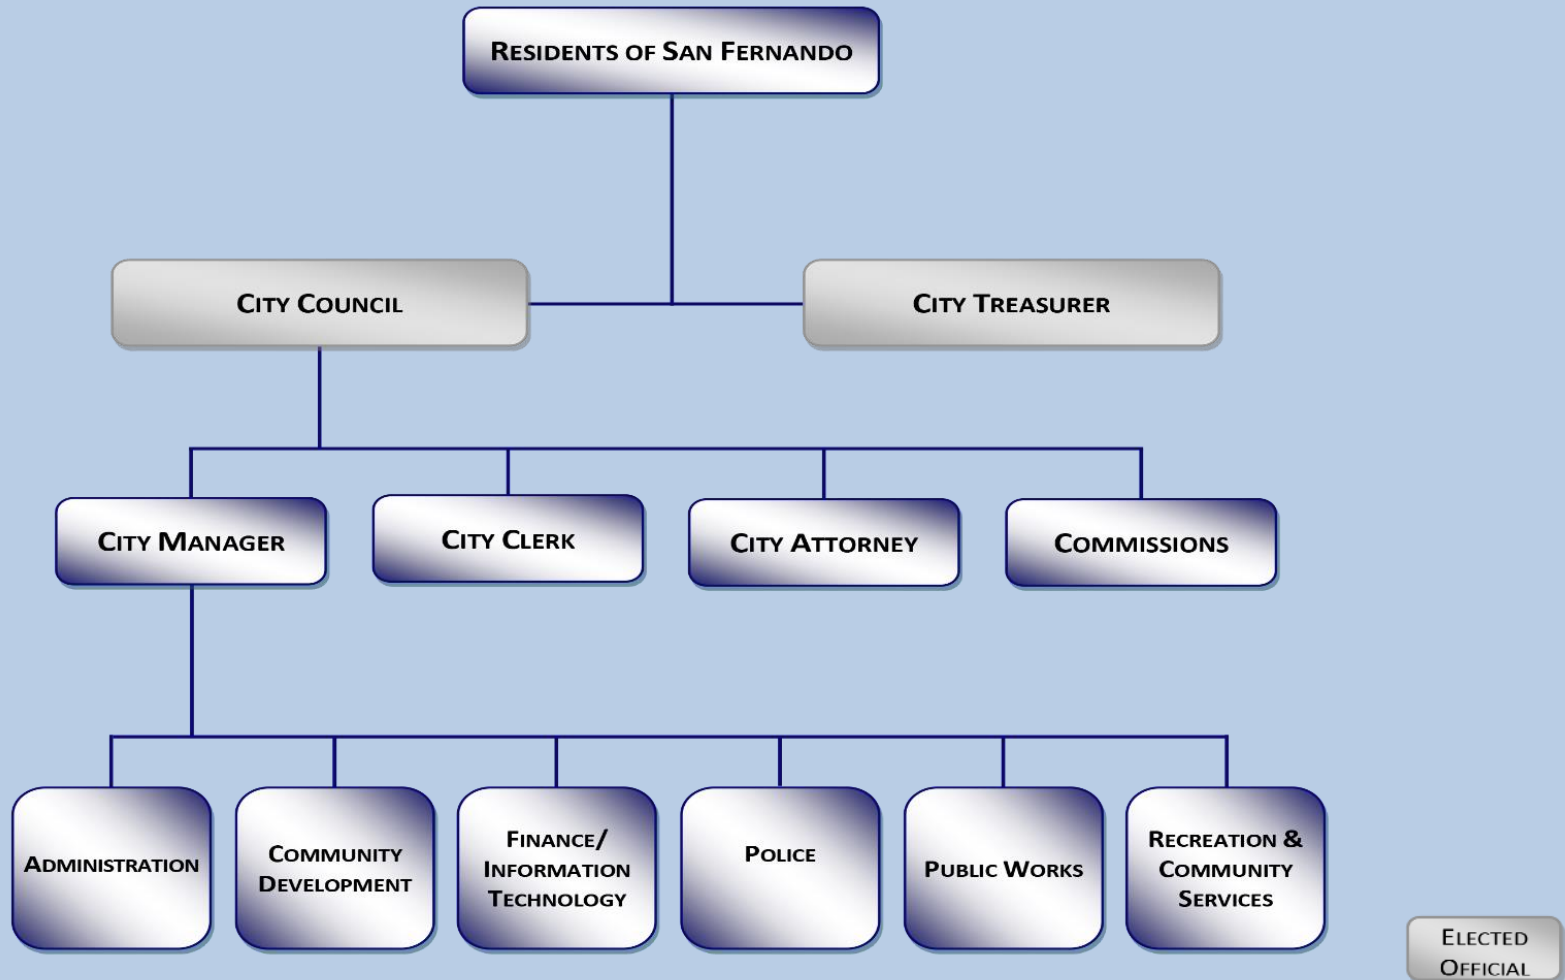 RESIDENTS OF SAN FERNANDO
CITY COUNCIL
CITY TREASURER
CITY MANAGER
CITY CLERK
CITY ATTORNEY
COMMISSIONS
ADMINISTRATION
COMMUNITY
DEVELOPMENT
FINANCE/
INFORMATION
TECHNOLOGY
POLICE
PUBLIC WORKS
RECREATION &
COMMUNITY
SERVICES
ELECTED
OFFICIAL